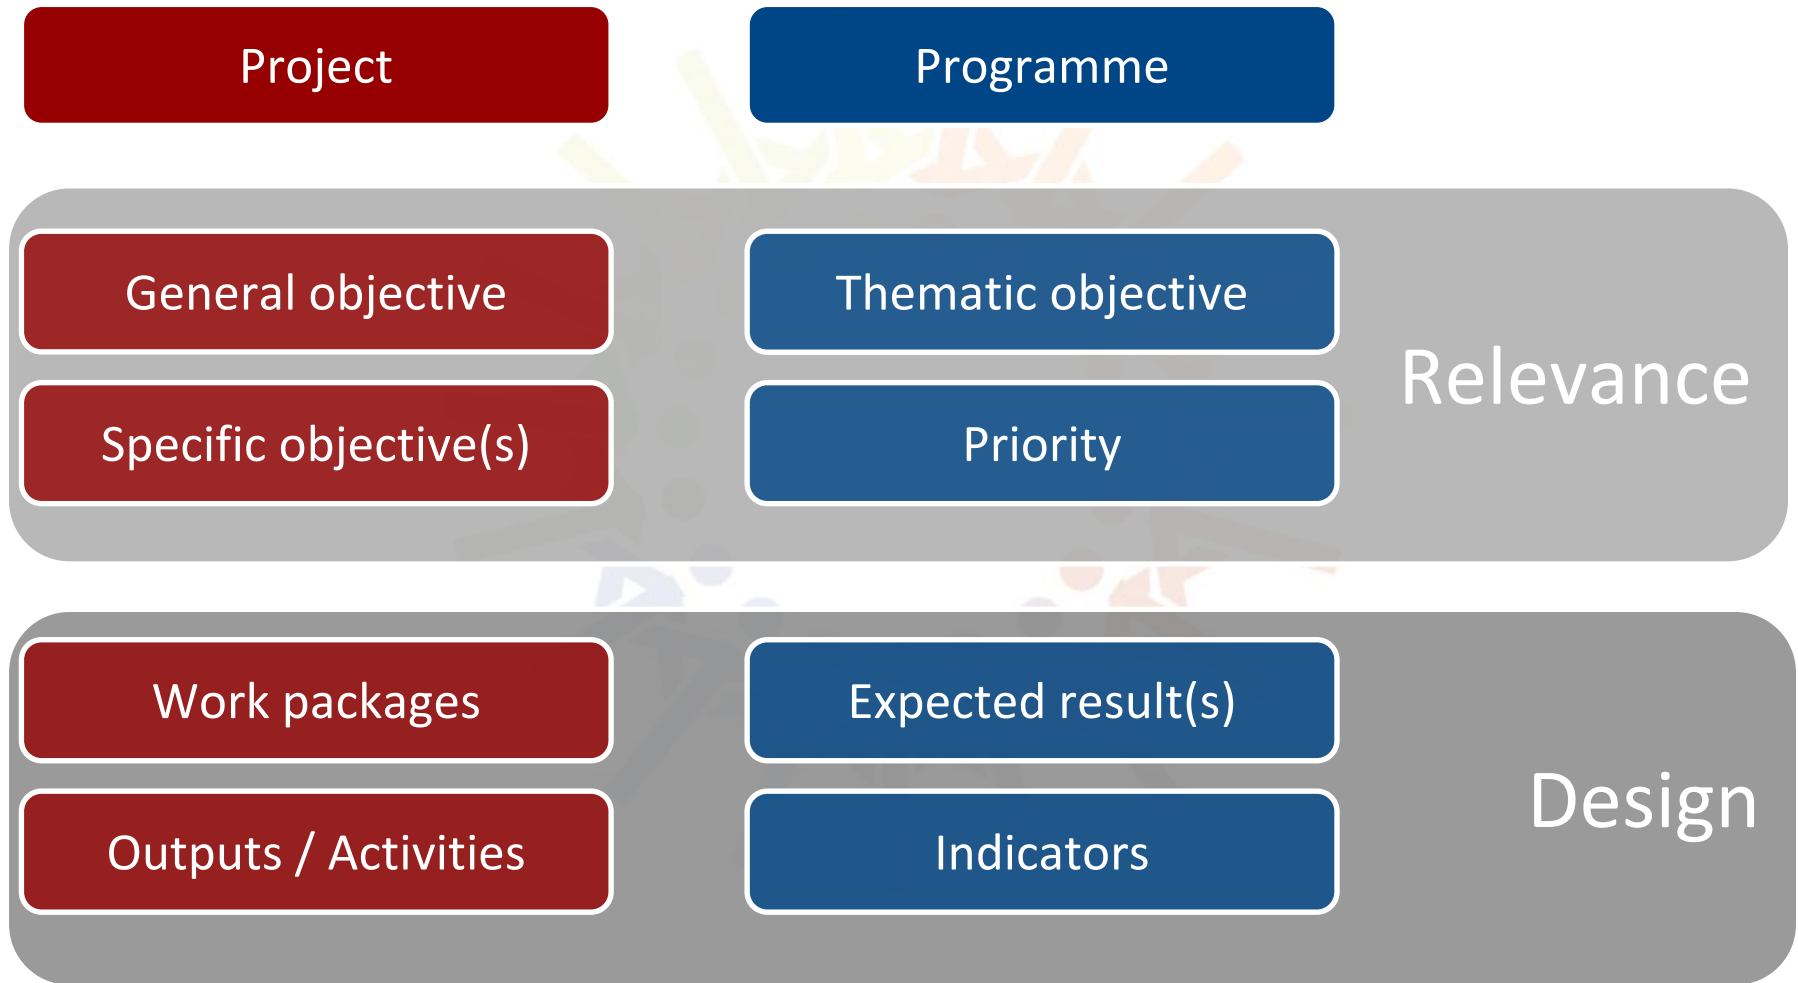 Project
Programme
General objective
Thematic objective
Relevance
Specific objective(s)
Priority
Work packages
Expected result(s)
Design
Outputs / Activities
Indicators